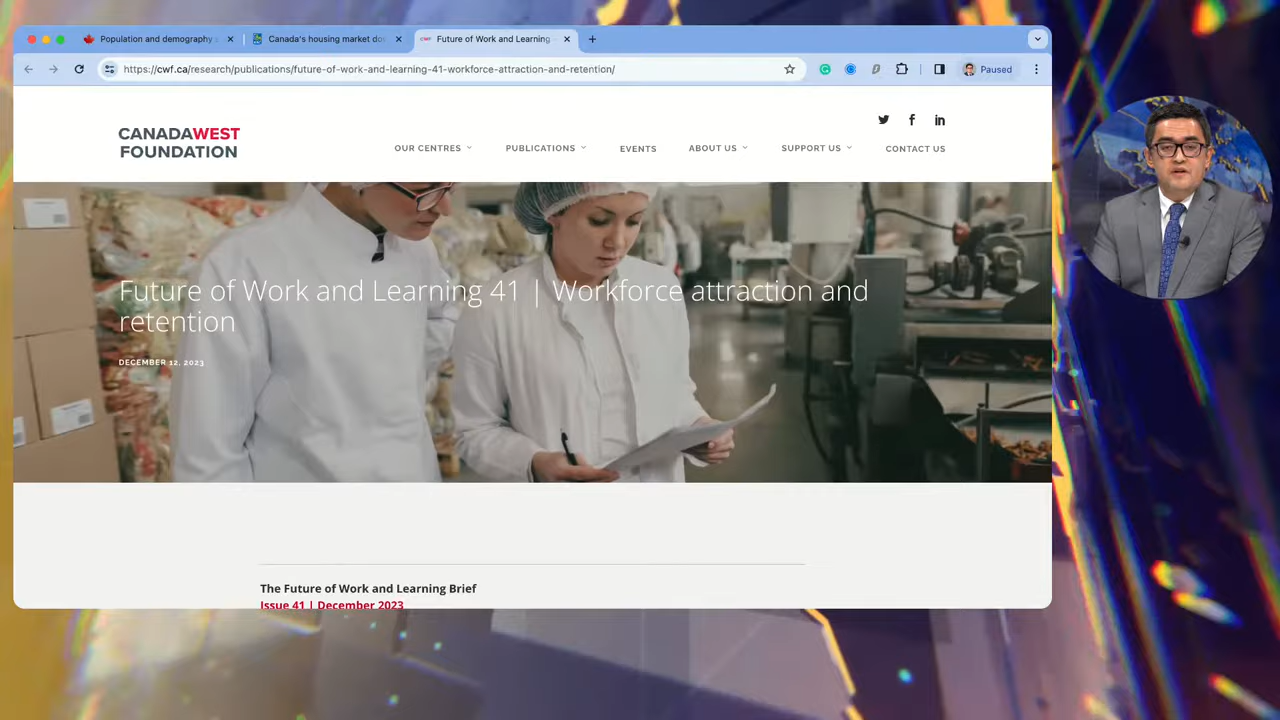 Population and demography
Canada's housing market do
Future of Work and Learning
https://cwf.ca/research/publications/future-of-work-and-learning-41-workforce-attraction-and-retention/
Paused
CANADAWEST
FOUNDATION
OUR CENTRES
PUBLICATIONS
EVENTS
ABOUT US
SUPPORT US
CONTACT US
Future of Work and Learning 41 | Workforce attraction and
retention
DECEMBER 12, 2023
The Future of Work and Learning Brief
Issue 41 | December 2023